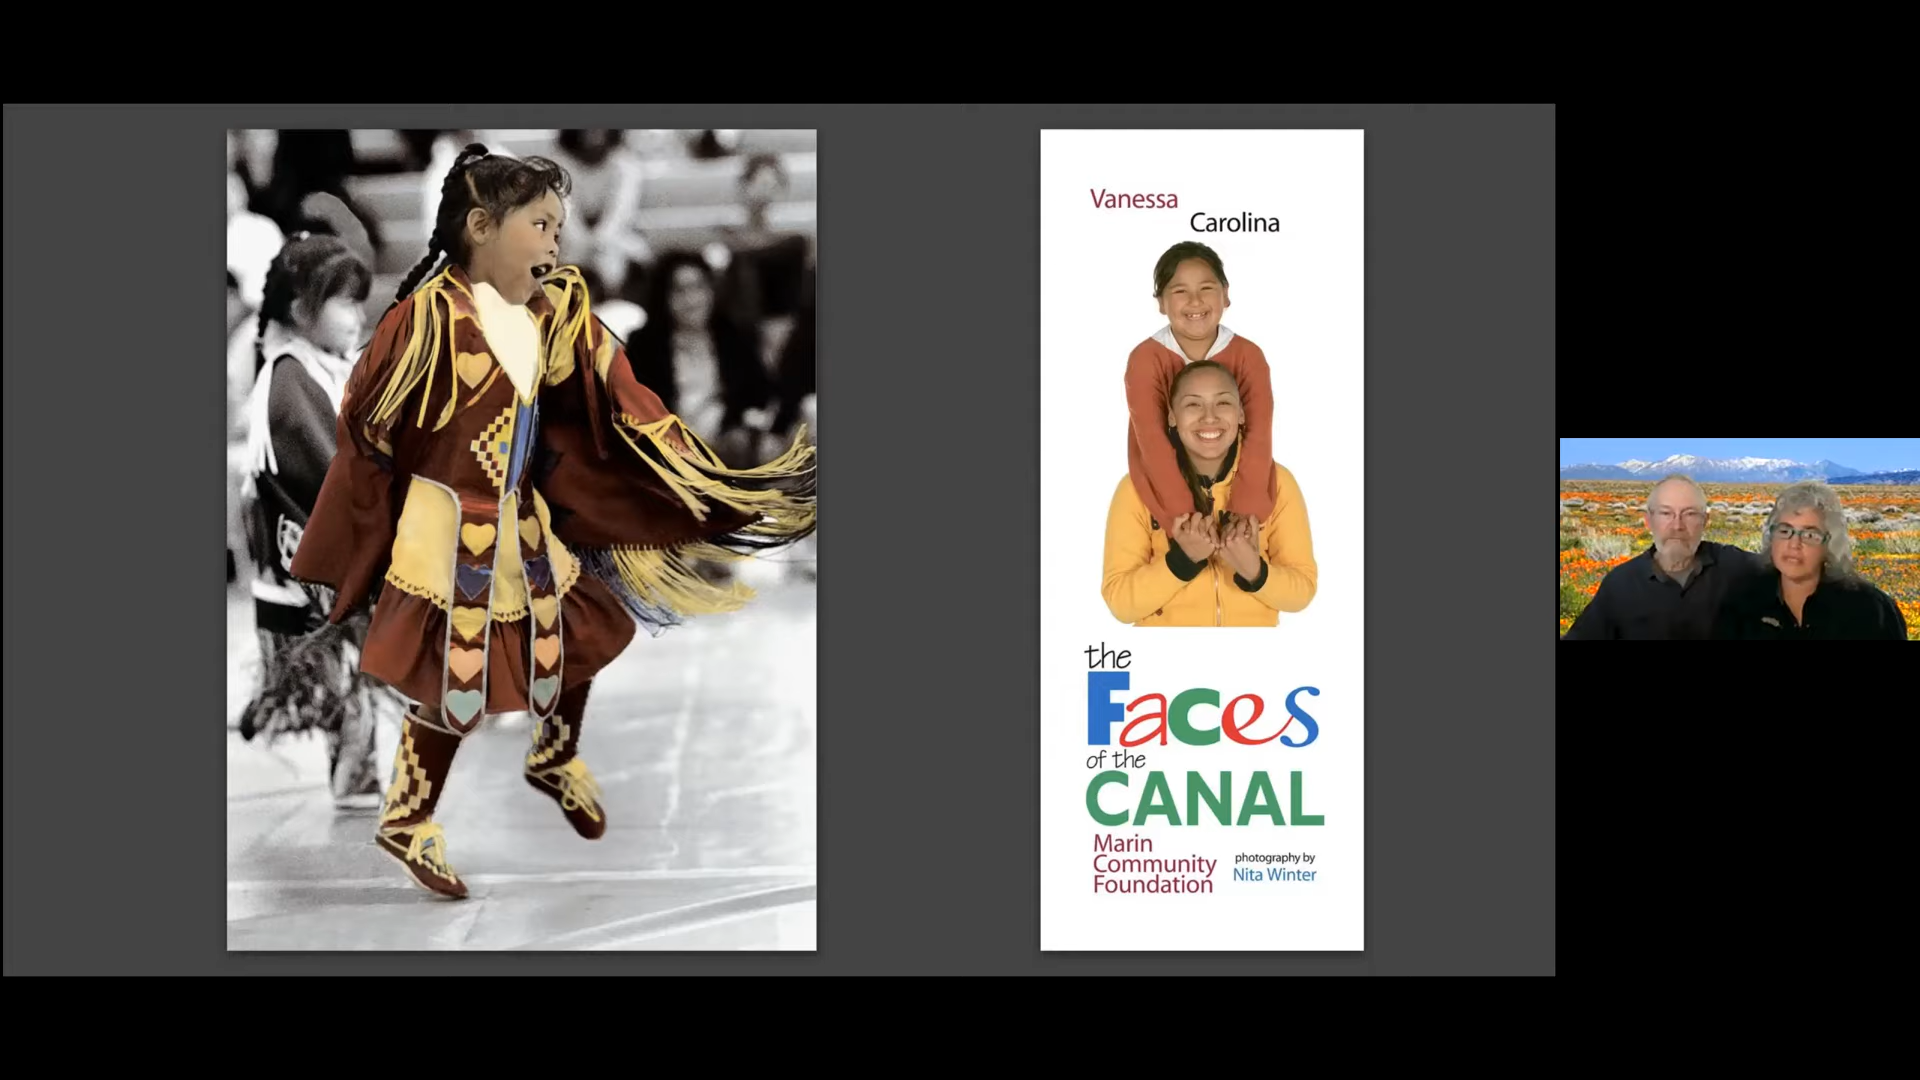 Vanessa
Carolina
the
Faces
of the
CANAL
Marin
Community
Foundation
photography by
Nita Winter